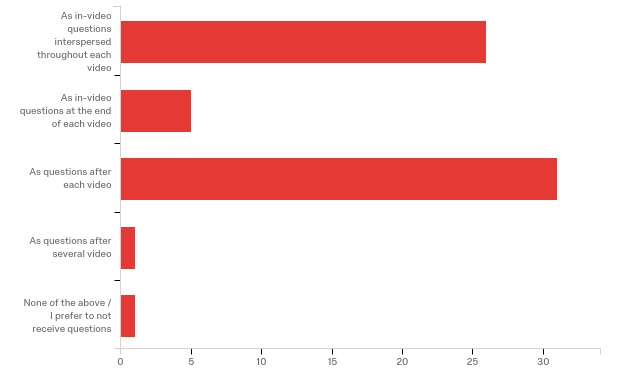 As in-video
questions
interspersed
throughout each
video
As in-video
questions at the end
of each video
As questions after
each video
As questions after
several video
None of the above /
I prefer to not
receive questions
0 5 10 15 20 25 30